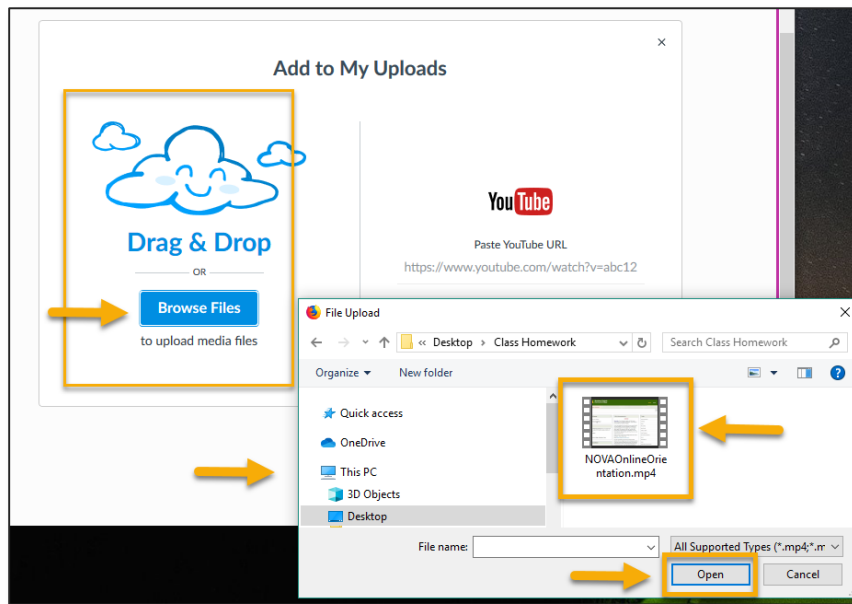 ×
Add to My Uploads
Drag & Drop
OR
Browse Files
to upload media files
YouTube
Paste YouTube URL
https://www.youtube.com/watch?v=abc12
File Upload
« Desktop > Class Homework
Search Class Homework
Organize
New folder
Quick access
OneDrive
This PC
3D Objects
Desktop
NOVAOnlineOrie
ntation.mp4
File name:
All Supported Types (*.mp4;*.m
Open
Cancel